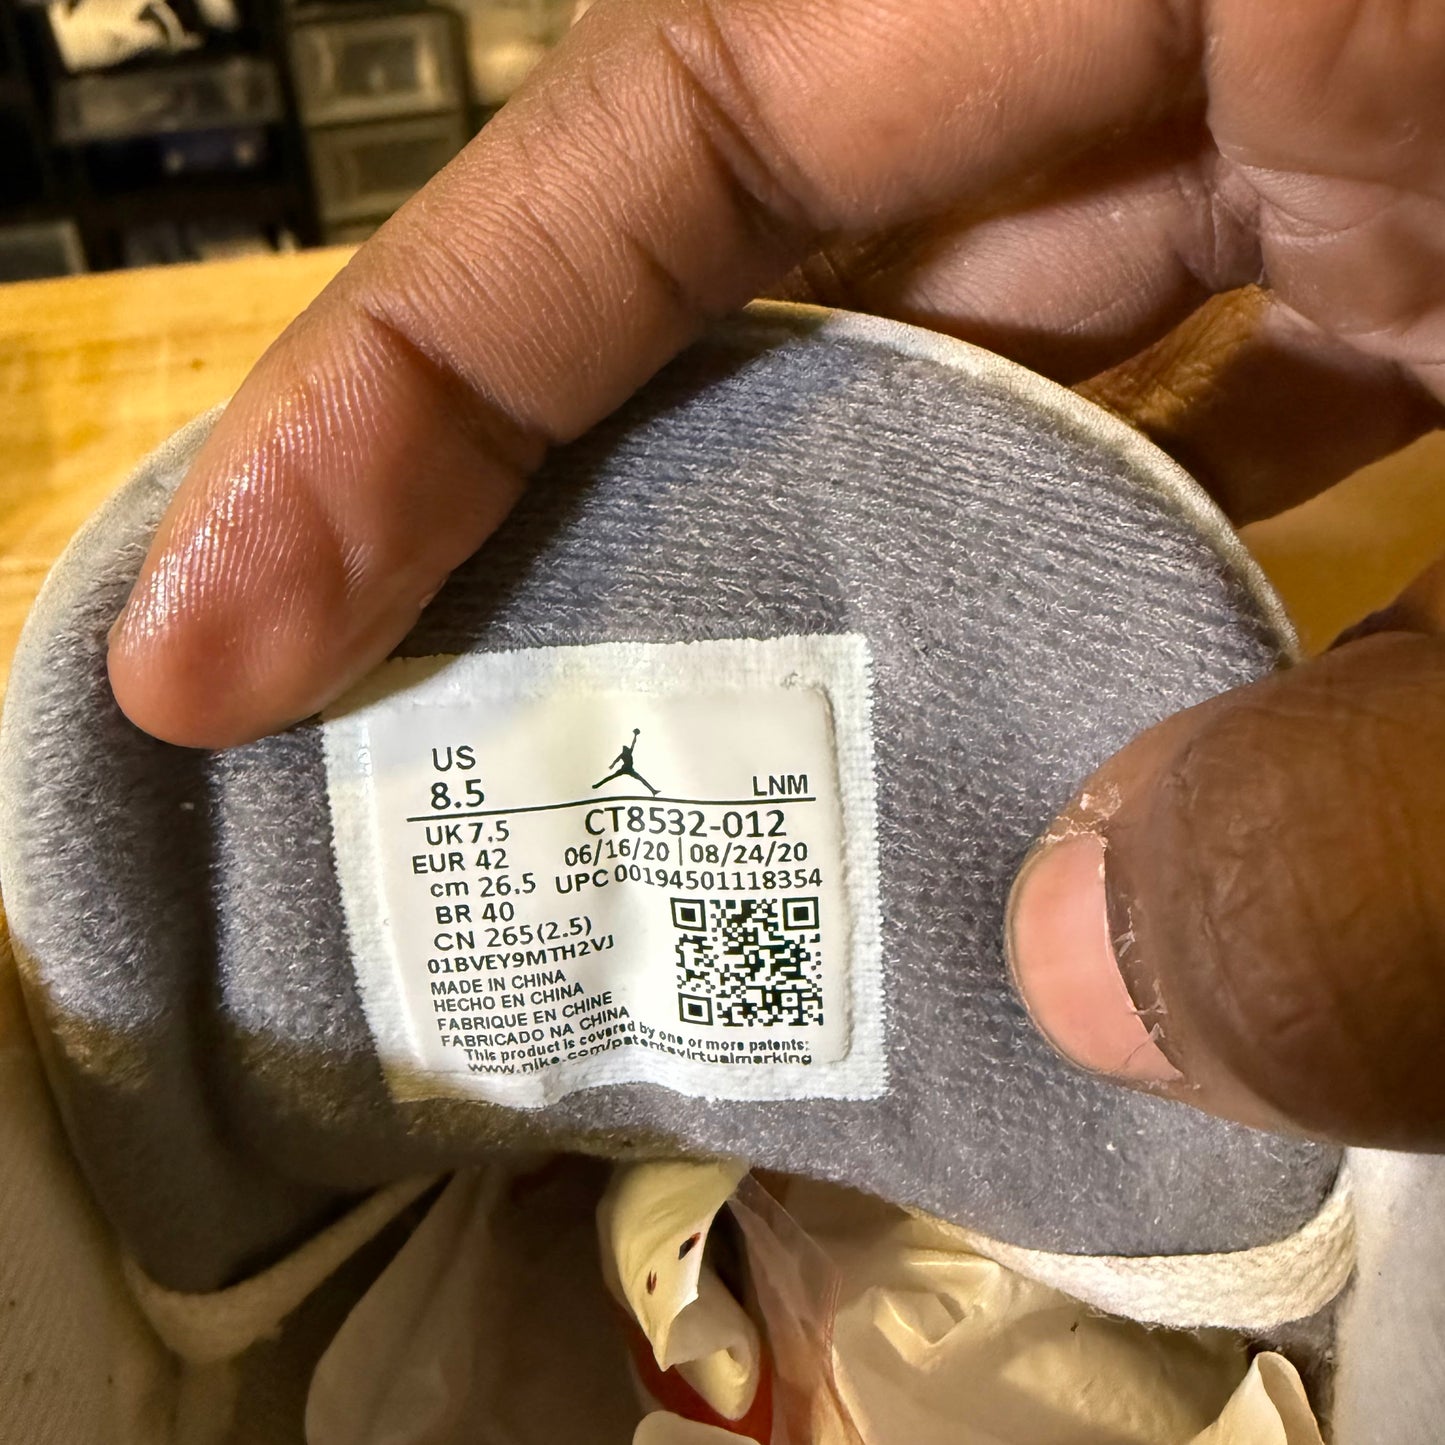 US
8.5
LNM
UK 7.5
CT8532-012
EUR 42
06/16/20 | 08/24/20
cm 26.5
UPC 00194501118354
BR 40
CN 265(2.5)
01BVEY9MTH2VJ
MADE IN CHINA
HECHO EN CHINA
FABRIQUE EN CHINE
FABRICADO NA CHINA
This product is covered by one or more patents:
www.nike.com/patentsvirtualmarking